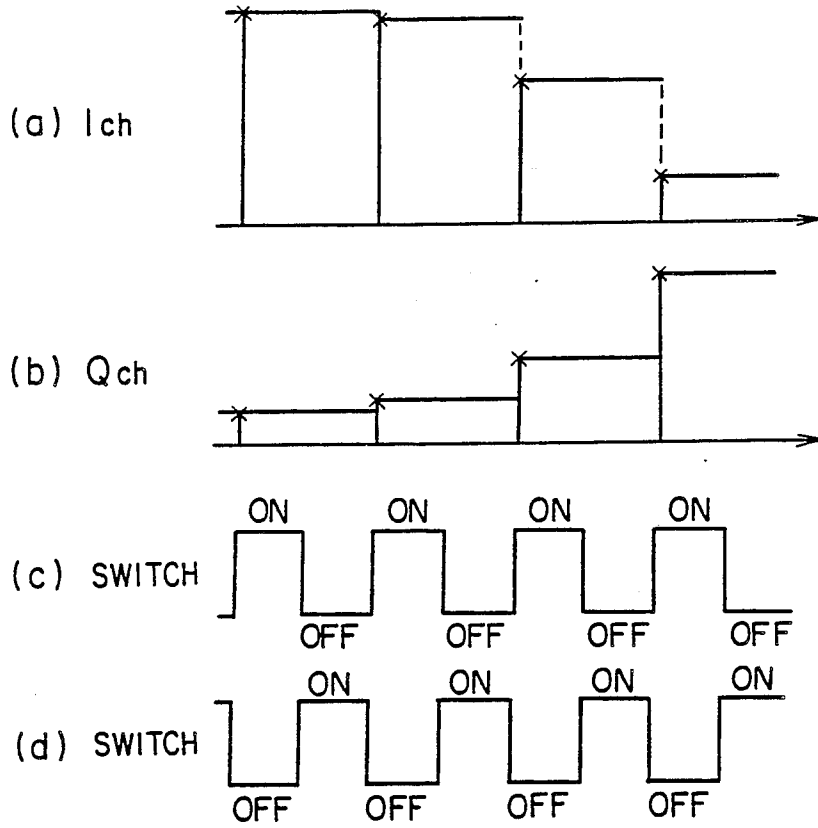 (a) Ich
(b) Qch
ON ON ON ON
(c) SWITCH
OFF OFF OFF OFF
ON ON ON ON
(d) SWITCH
OFF OFF OFF OFF